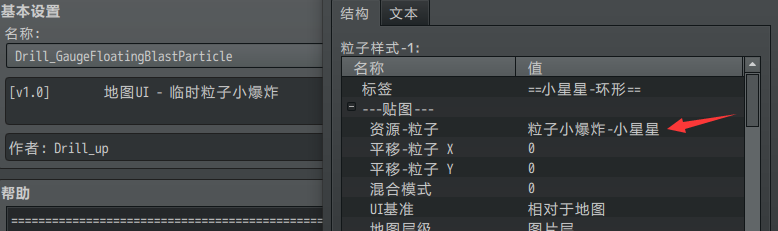 基本设置
名称:
Drill_GaugeFloatingBlastParticle
[v1.0] 地图UI - 临时粒子小爆炸
作者: Drill_up
帮助
==================================================
结构 文本
粒子样式-1:
名称 值
标签 ==小星星-环形==
---贴图---
资源-粒子 粒子小爆炸-小星星
平移-粒子 X 0
平移-粒子 Y 0
混合模式 0
UI基准 相对于地图
地图层级 图片层